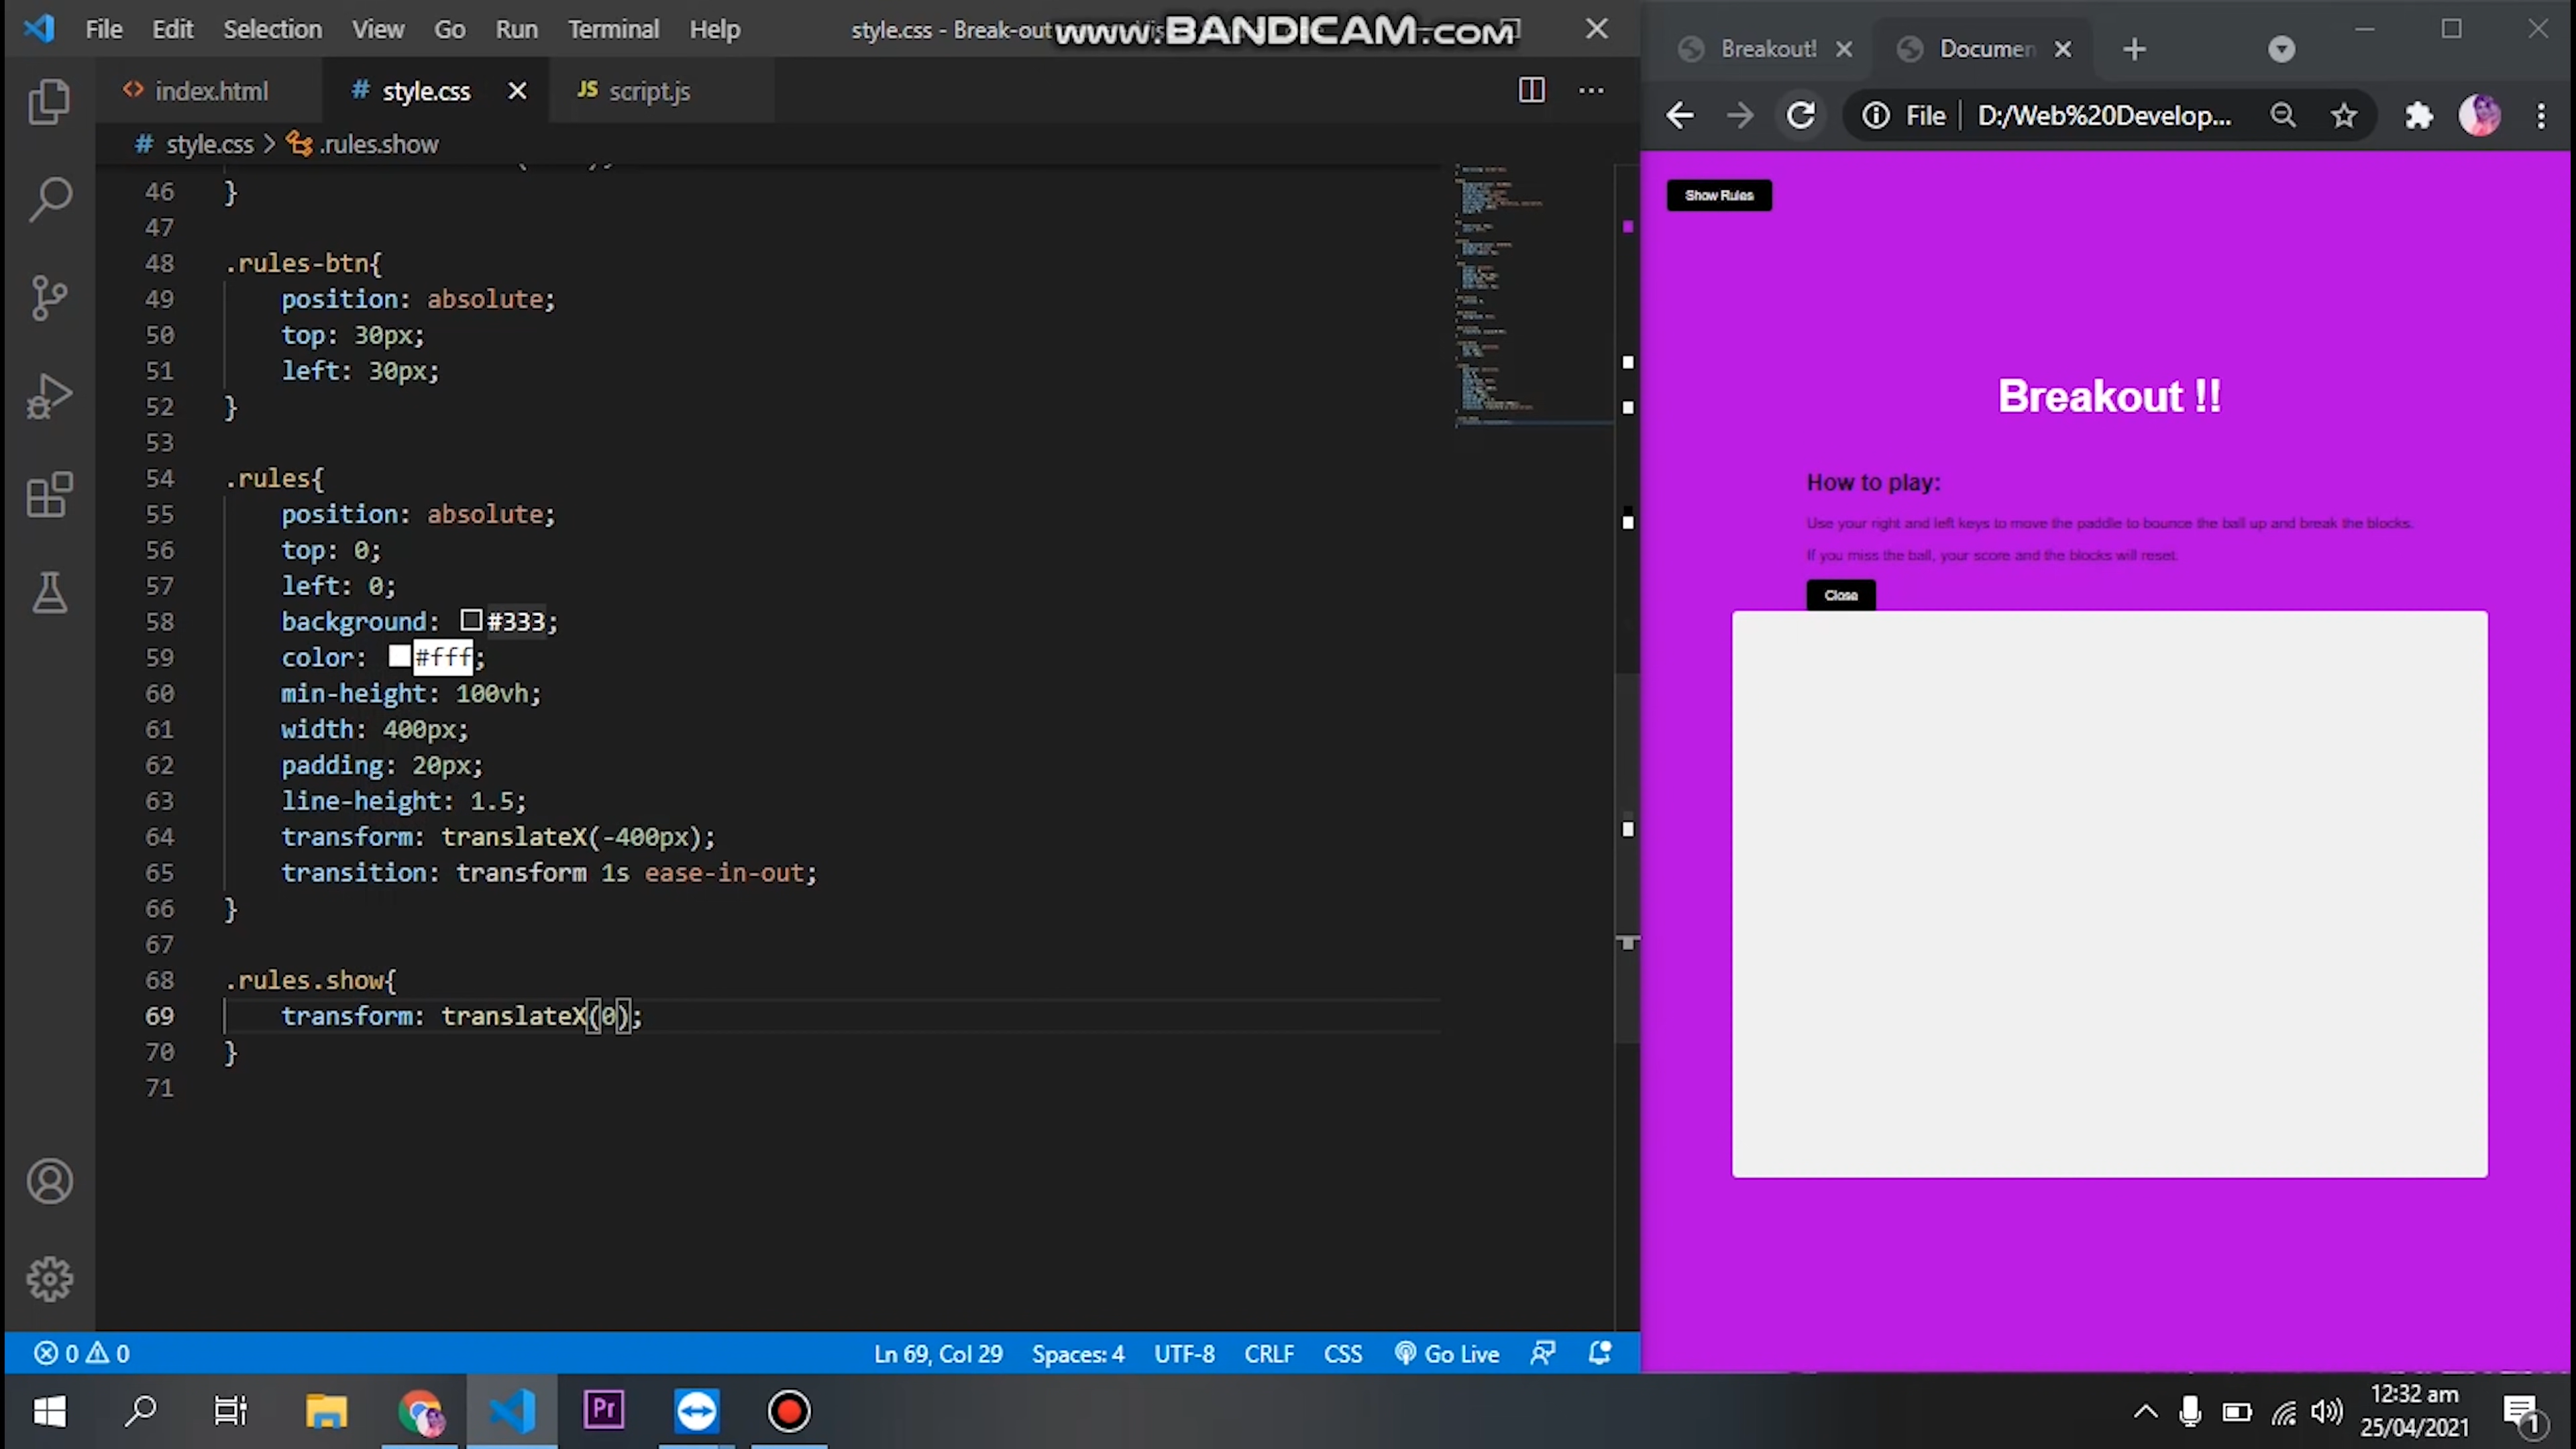 File Edit Selection View Go Run Terminal Help
style.css - Break-out
www.BANDICAM.com
index.html
# style.css
JS script.js
# style.css > .rules.show
46 }
47
48 .rules-btn{
49 position: absolute;
50 top: 30px;
51 left: 30px;
52 }
53
54 .rules{
55 position: absolute;
56 top: 0;
57 left: 0;
58 background: #333;
59 color: #fff;
60 min-height: 100vh;
61 width: 400px;
62 padding: 20px;
63 line-height: 1.5;
64 transform: translateX(-400px);
65 transition: transform 1s ease-in-out;
66 }
67
68 .rules.show{
69 transform: translateX(0);
70 }
71
0 0
Ln 69, Col 29 Spaces: 4 UTF-8 CRLF CSS Go Live
Breakout!
Documen
File | D:/Web%20Develop...
Show Rules
Breakout !!
How to play:
Use your right and left keys to move the paddle to bounce the ball up and break the blocks.
If you miss the ball, your score and the blocks will reset.
Close
Pr
12:32 am
25/04/2021
1